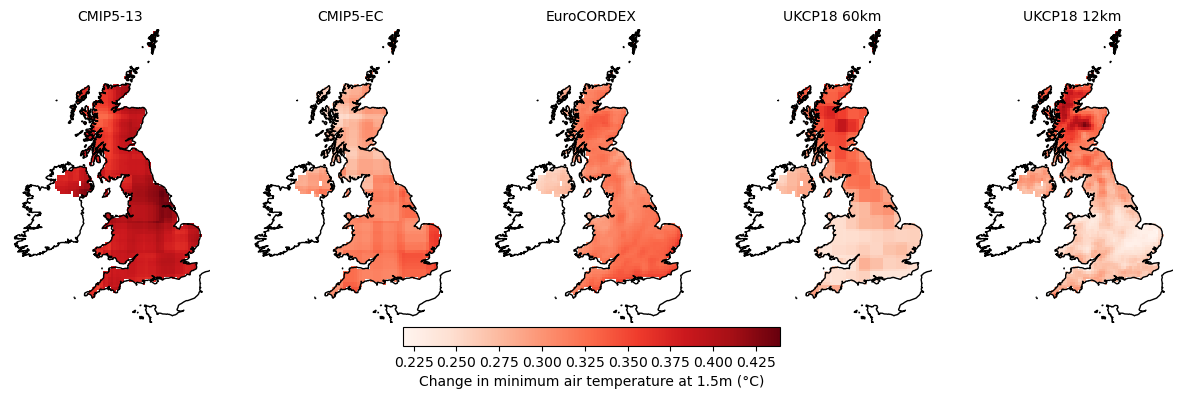 CMIP5-13 CMIP5-EC EuroCORDEX UKCP18 60km UKCP18 12km
0.225 0.250 0.275 0.300 0.325 0.350 0.375 0.400 0.425
Change in minimum air temperature at 1.5m (°C)